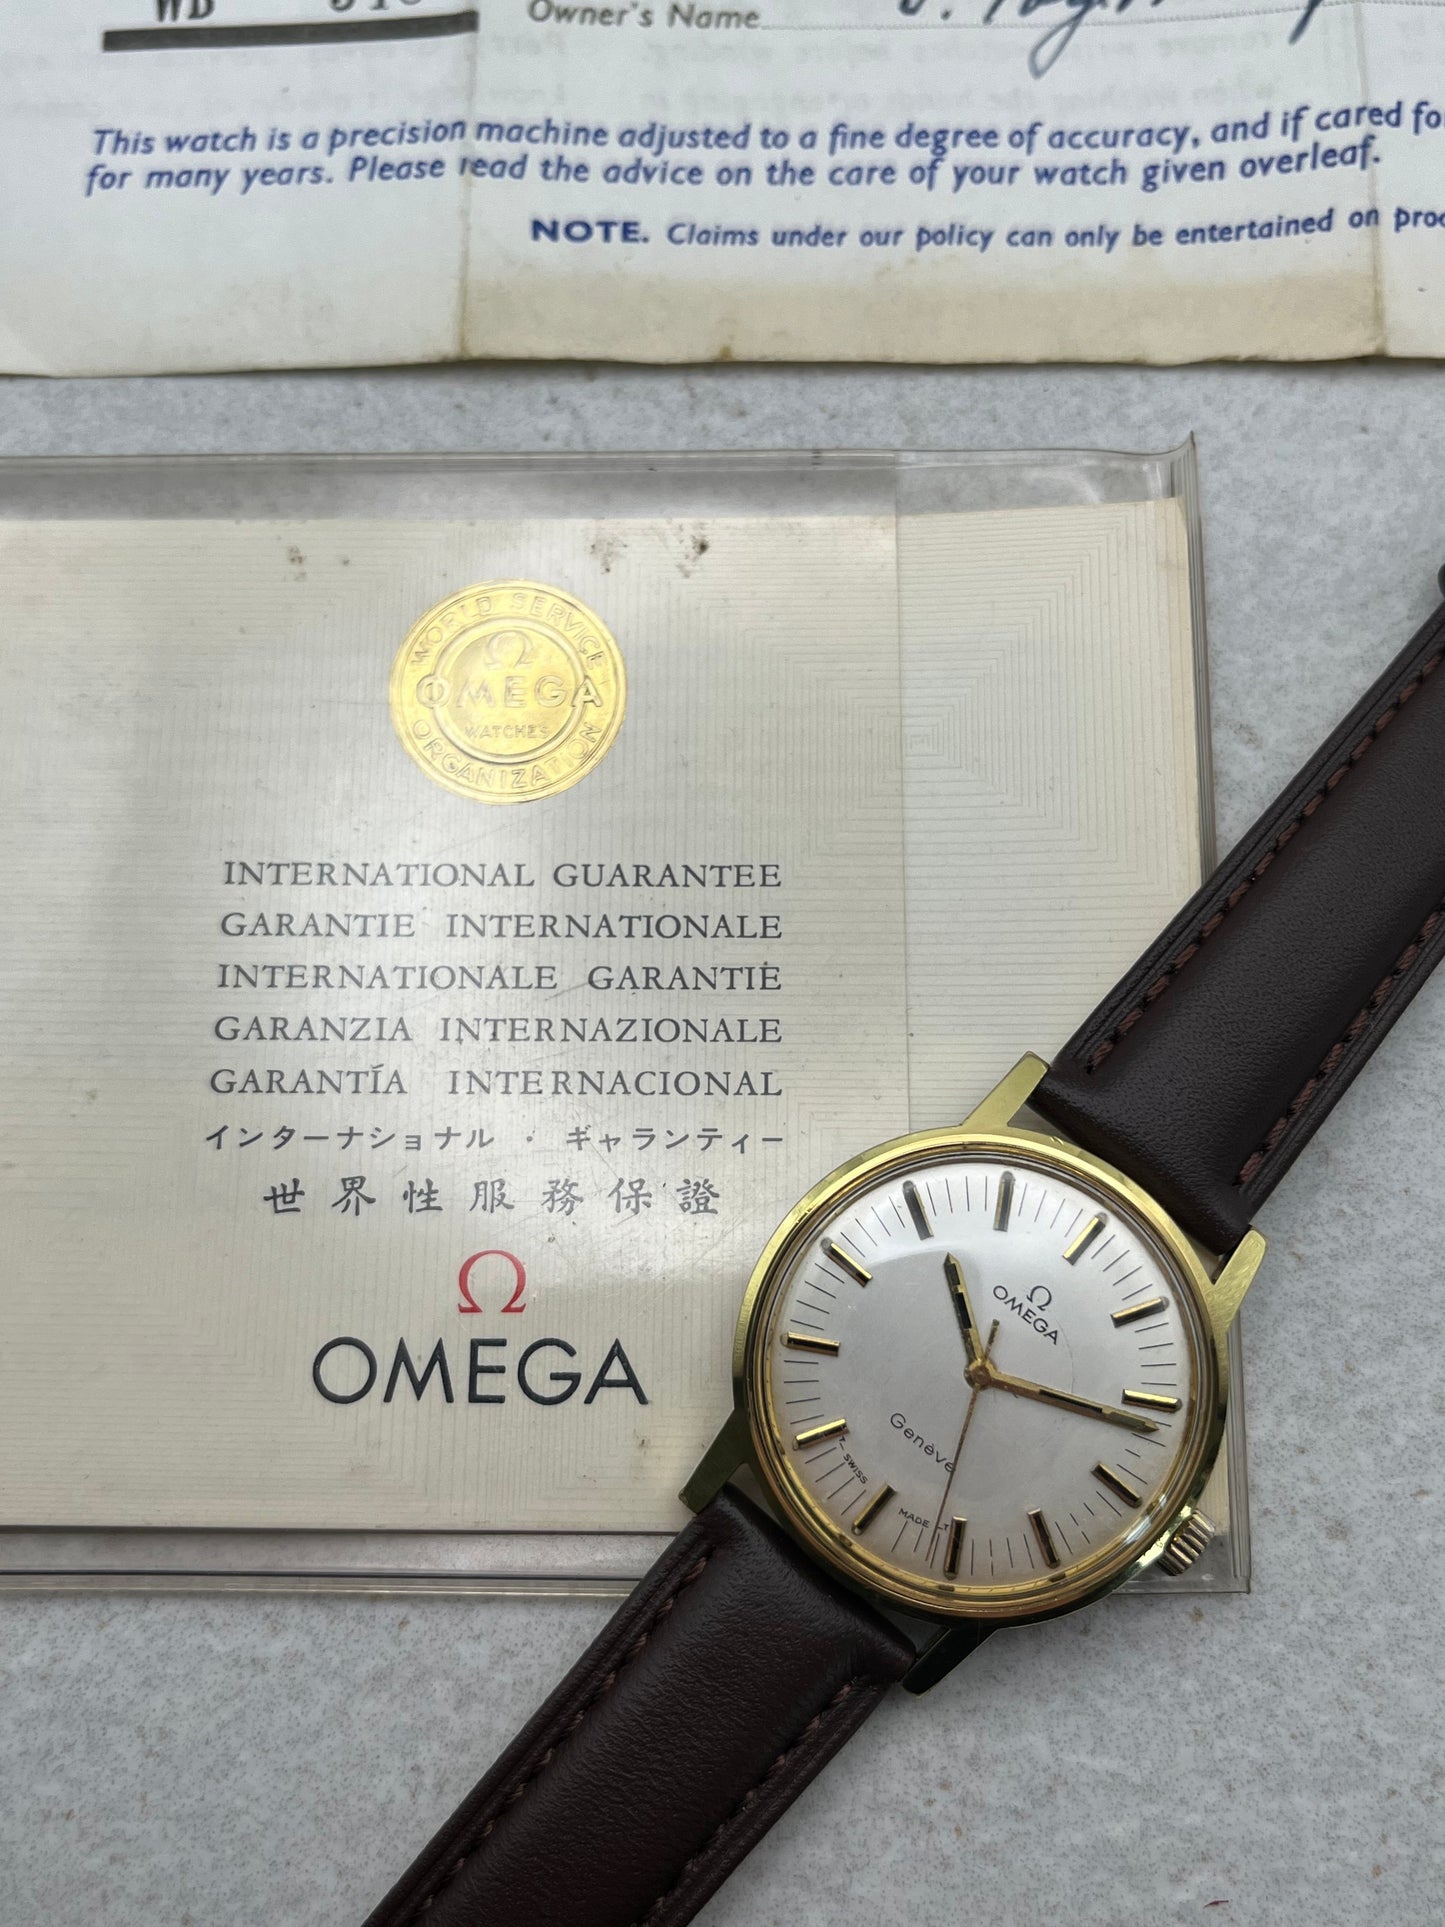 WD
Owner's Name
This watch is a precision machine adjusted to a fine degree of accuracy, and if cared fo
for many years. Please read the advice on the care of your watch given overleaf.
NOTE. Claims under our policy can only be entertained on
WORLD SERVICE
Ω
OMEGA
WATCHES
ORGANIZATION
INTERNATIONAL GUARANTEE
GARANTIE INTERNATIONALE
INTERNATIONALE GARANTIE
GARANZIA INTERNAZIONALE
GARANTÍA INTERNACIONAL
インターナショナル・ギャランティー
世界性服務保證
Ω
OMEGA
Ω
OMEGA
Genève
T SWISS MADE T